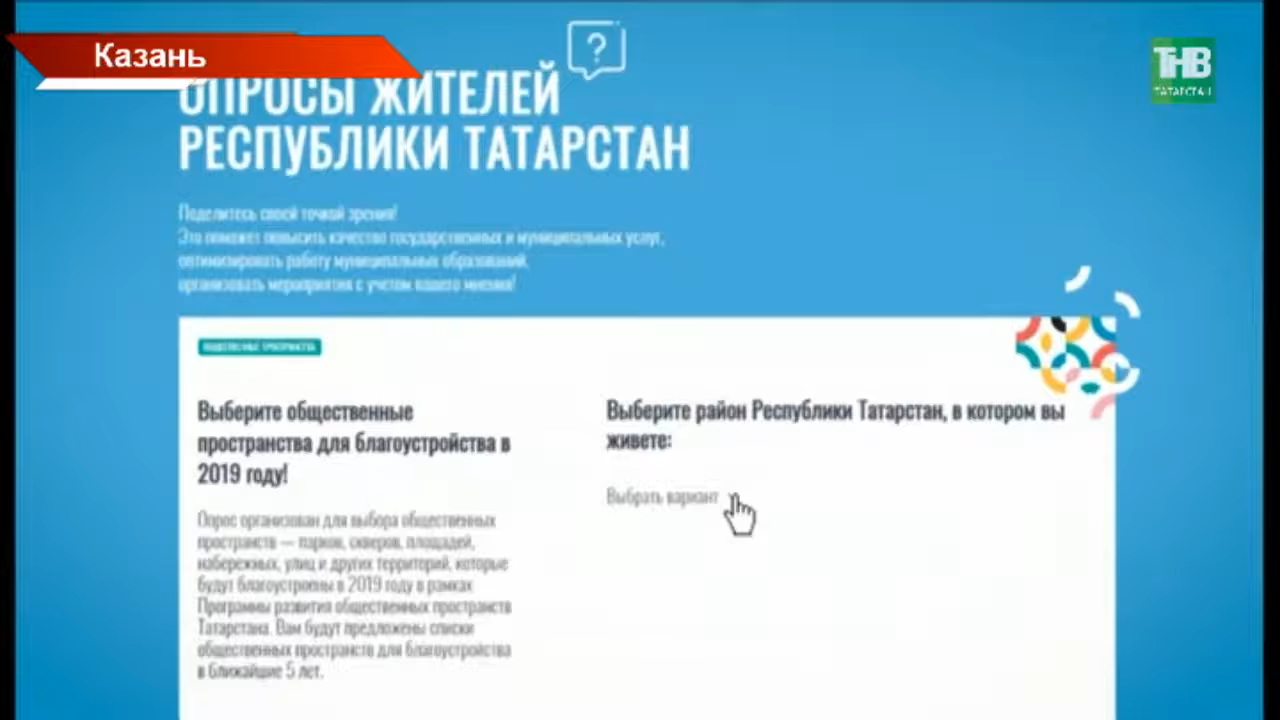 Казань
ТНВ
ТАТАРСТАН
ОПРОСЫ ЖИТЕЛЕЙ
РЕСПУБЛИКИ ТАТАРСТАН
Поделитесь своей точкой зрения!
Это поможет повысить качество государственных и муниципальных услуг,
оптимизировать работу муниципальных образований,
организовать мероприятия с учетом вашего мнения!
ОБЩЕСТВЕННЫЕ ПРОСТРАНСТВА
Выберите общественные
пространства для благоустройства в
2019 году!
Опрос организован для выбора общественных
пространств — парков, скверов, площадей,
набережных, улиц и других территорий, которые
будут благоустроены в 2019 году в рамках
Программы развития общественных пространств
Татарстана. Вам будут предложены списки
общественных пространств для благоустройства
в ближайшие 5 лет.
Выберите район Республики Татарстан, в котором вы
живете:
Выбрать вариант